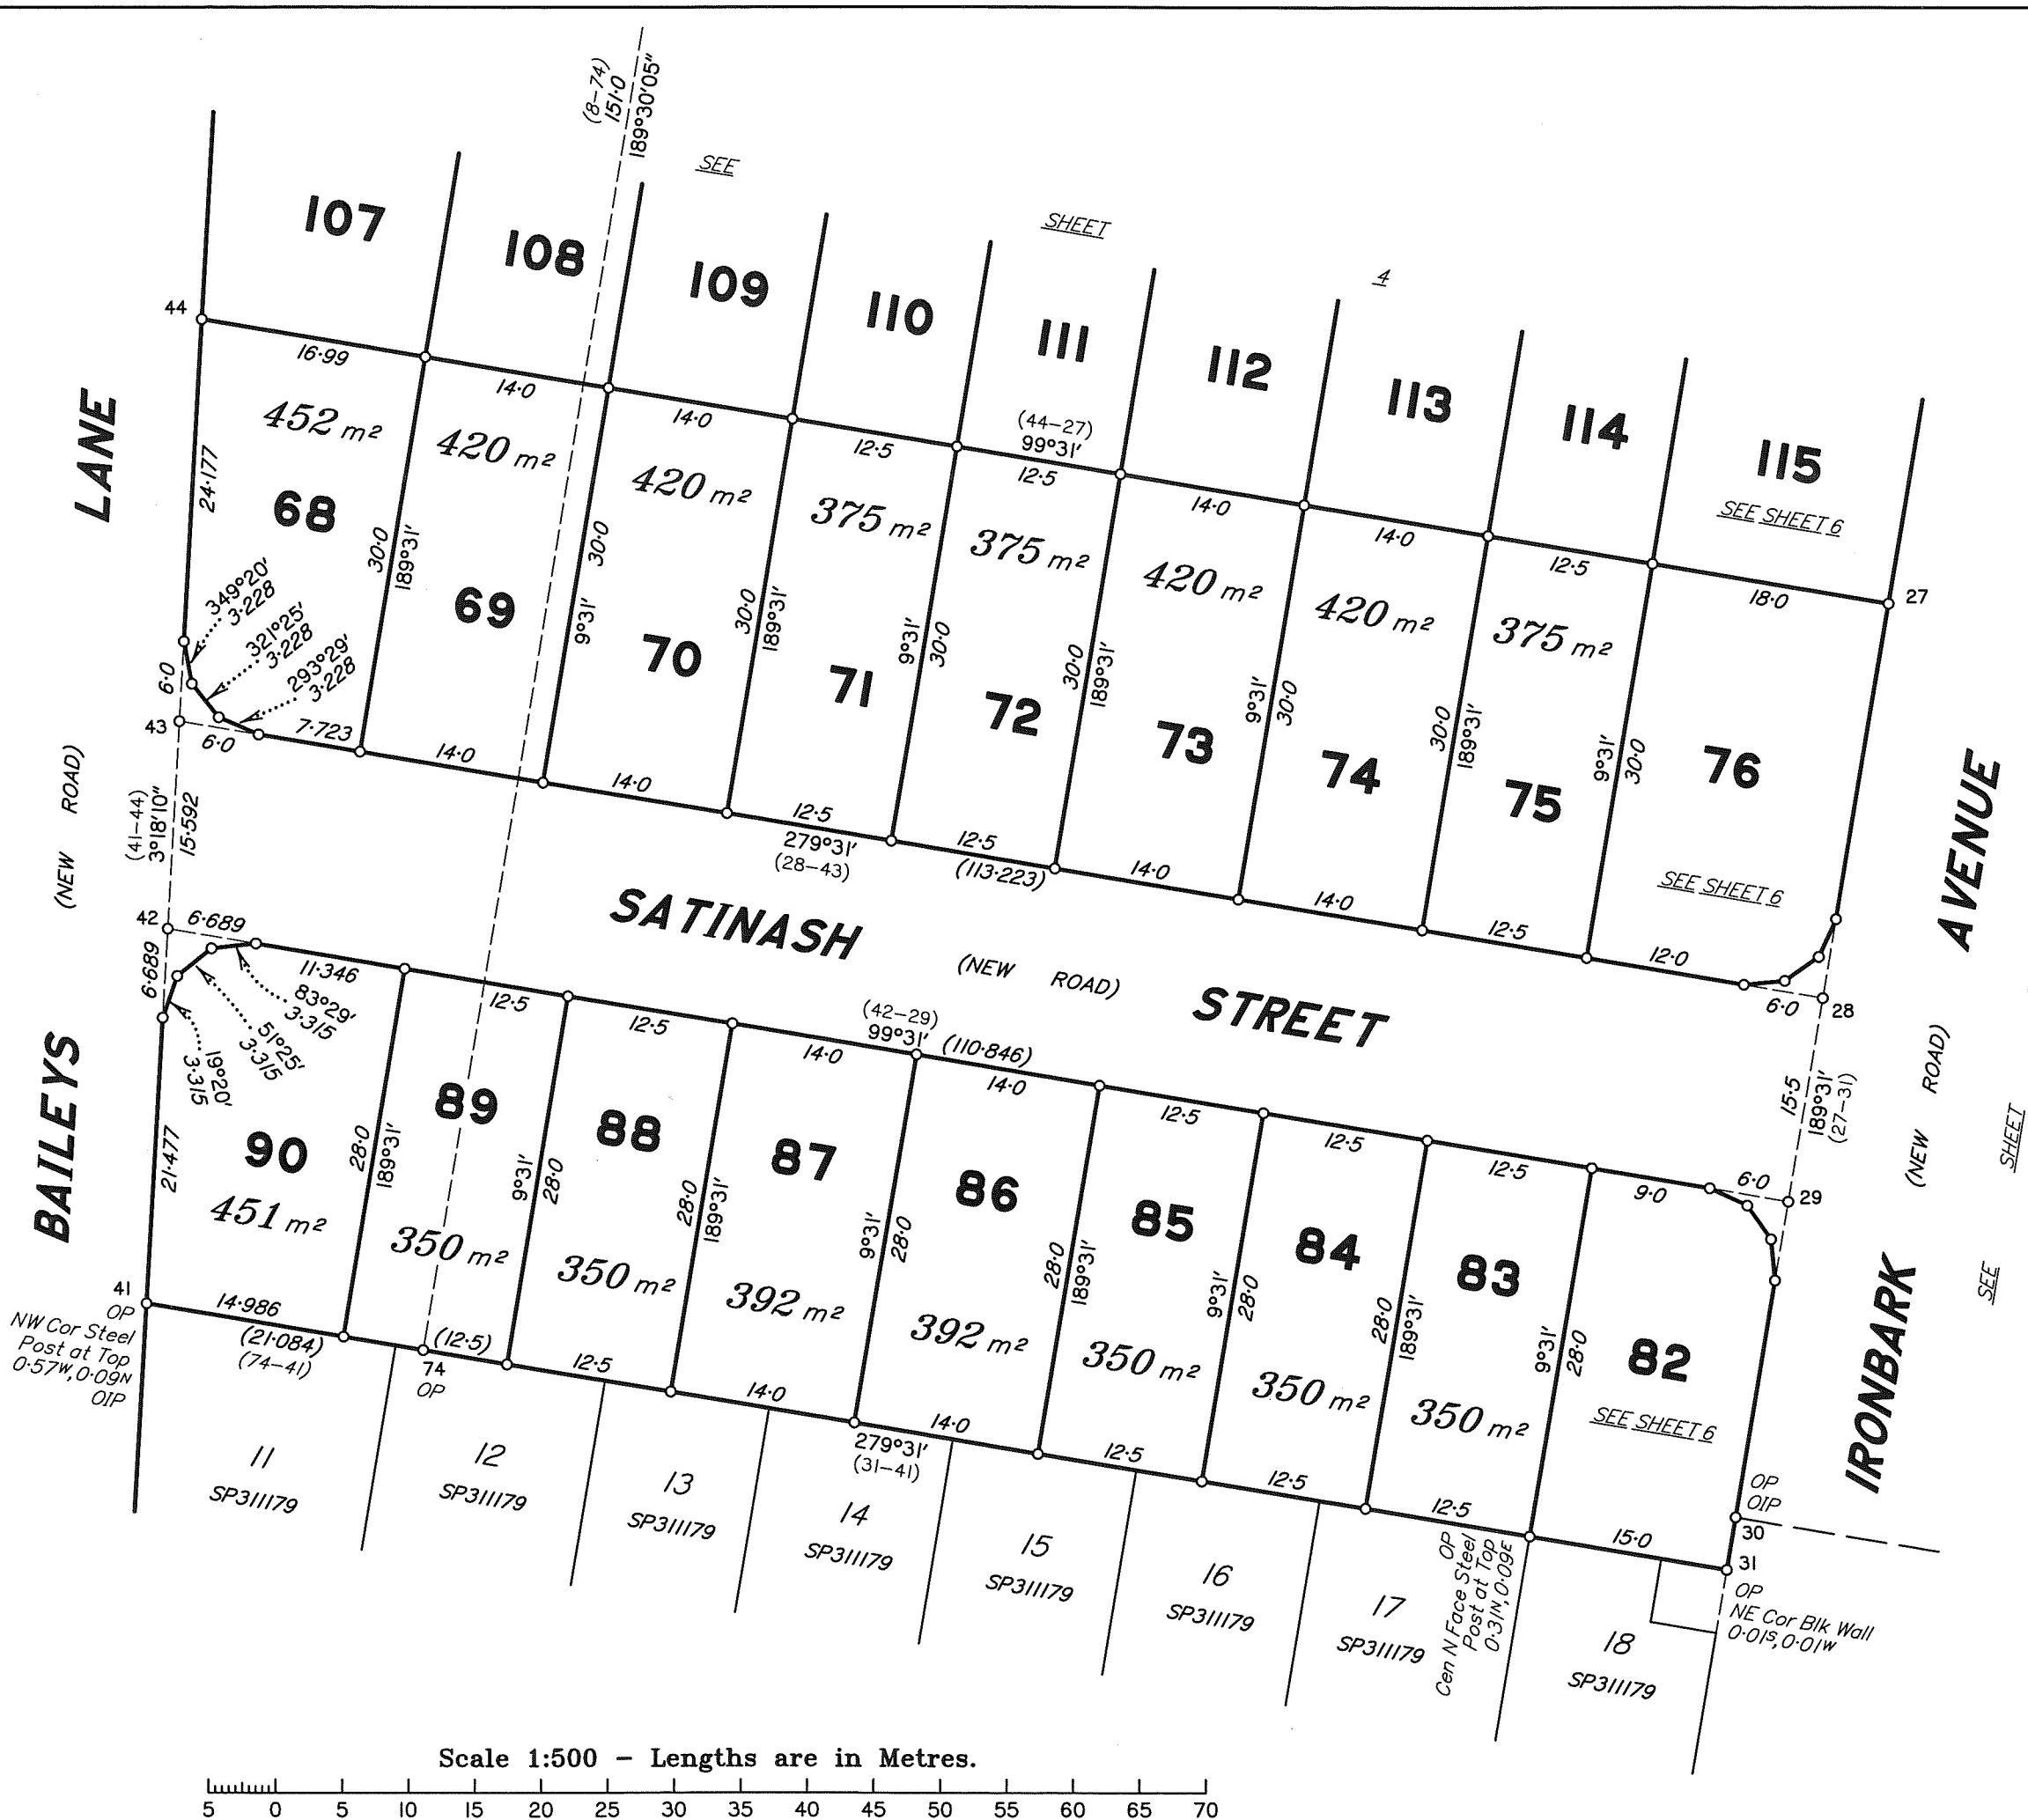 (8-74)
151·0
189°30'05"
SEE
SHEET
4
107
108
109
110
111
112
113
114
115
SEE SHEET 6
44
16·99
14·0
14·0
12·5
(44-27)
99°31'
12·5
14·0
14·0
12·5
18·0
27
LANE
24·177
452 m²
68
30·0
189°31'
420 m²
69
30·0
9°31'
420 m²
70
30·0
189°31'
375 m²
71
9°31'
30·0
375 m²
72
30·0
189°31'
420 m²
73
9°31'
30·0
420 m²
74
30·0
189°31'
375 m²
75
9°31'
30·0
76
SEE SHEET 6
349°20'
3·228
321°25'
3·228
293°29'
3·228
6·0
43
6·0
7·723
14·0
14·0
12·5
279°31'
(28-43)
12·5
(113·223)
14·0
14·0
12·5
12·0
6·0
28
(NEW ROAD)
(41-44)
3°18'10"
15·592
SATINASH
(NEW ROAD)
STREET
AVENUE
15·5
189°31'
(27-31)
(NEW ROAD)
SHEET
SEE
42
6·689
6·689
11·346
83°29'
3·315
51°25'
3·315
19°20'
3·315
12·5
12·5
14·0
(42-29)
99°31'
(110·846)
14·0
12·5
12·5
12·5
9·0
6·0
29
BAILEYS
21·477
90
451 m²
28·0
189°31'
89
350 m²
9°31'
28·0
88
350 m²
28·0
189°31'
87
392 m²
9°31'
28·0
86
392 m²
28·0
189°31'
85
350 m²
9°31'
28·0
84
350 m²
28·0
189°31'
83
350 m²
9°31'
28·0
82
SEE SHEET 6
IRONBARK
41
OP
NW Cor Steel
Post at Top
0·57W,0·09N
OIP
14·986
(21·084)
(74-41)
(12·5)
74
OP
12·5
14·0
279°31'
(31-41)
14·0
12·5
12·5
12·5
15·0
OP
OIP
30
31
OP
NE Cor Blk Wall
0·01S,0·01W
OP
Cen N Face Steel
Post at Top
0·31N,0·09E
11
SP311179
12
SP311179
13
SP311179
14
SP311179
15
SP311179
16
SP311179
17
SP311179
18
SP311179
Scale 1:500 - Lengths are in Metres.
5 0 5 10 15 20 25 30 35 40 45 50 55 60 65 70